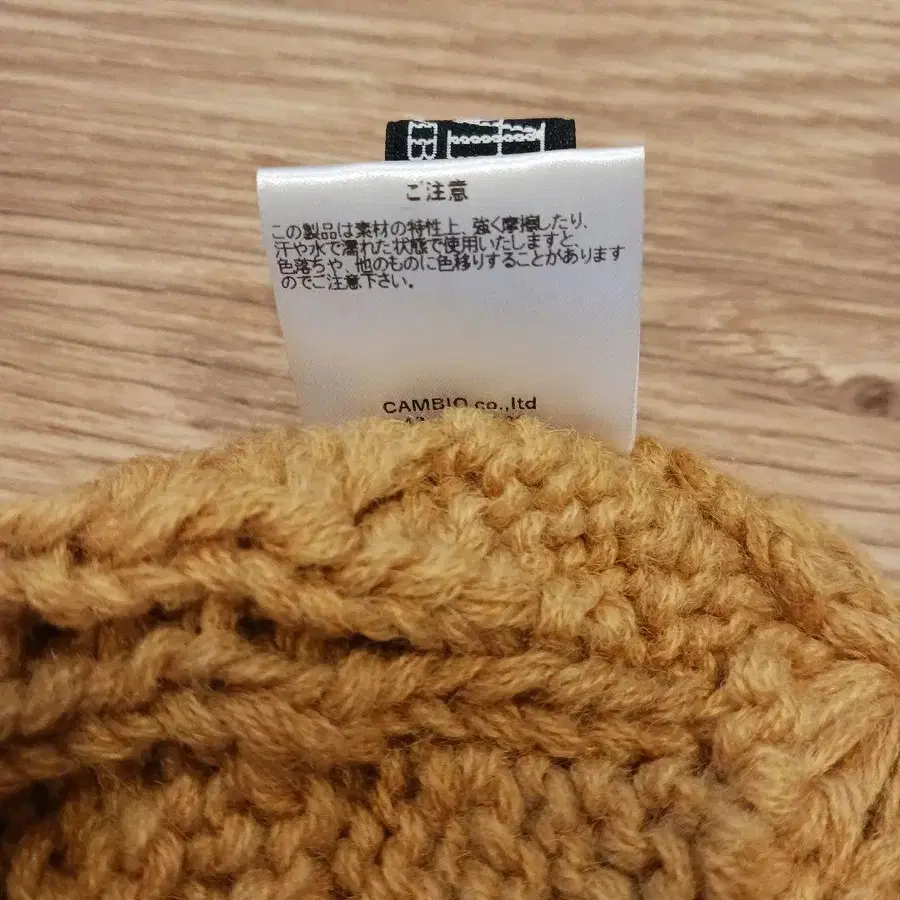 ご注意
この製品は素材の特性上、強く摩擦したり、
汗や水で濡れた状態で使用いたしますと、
色落ちや、他のものに色移りすることがあります
のでご注意下さい。
CAMBIO co.,ltd